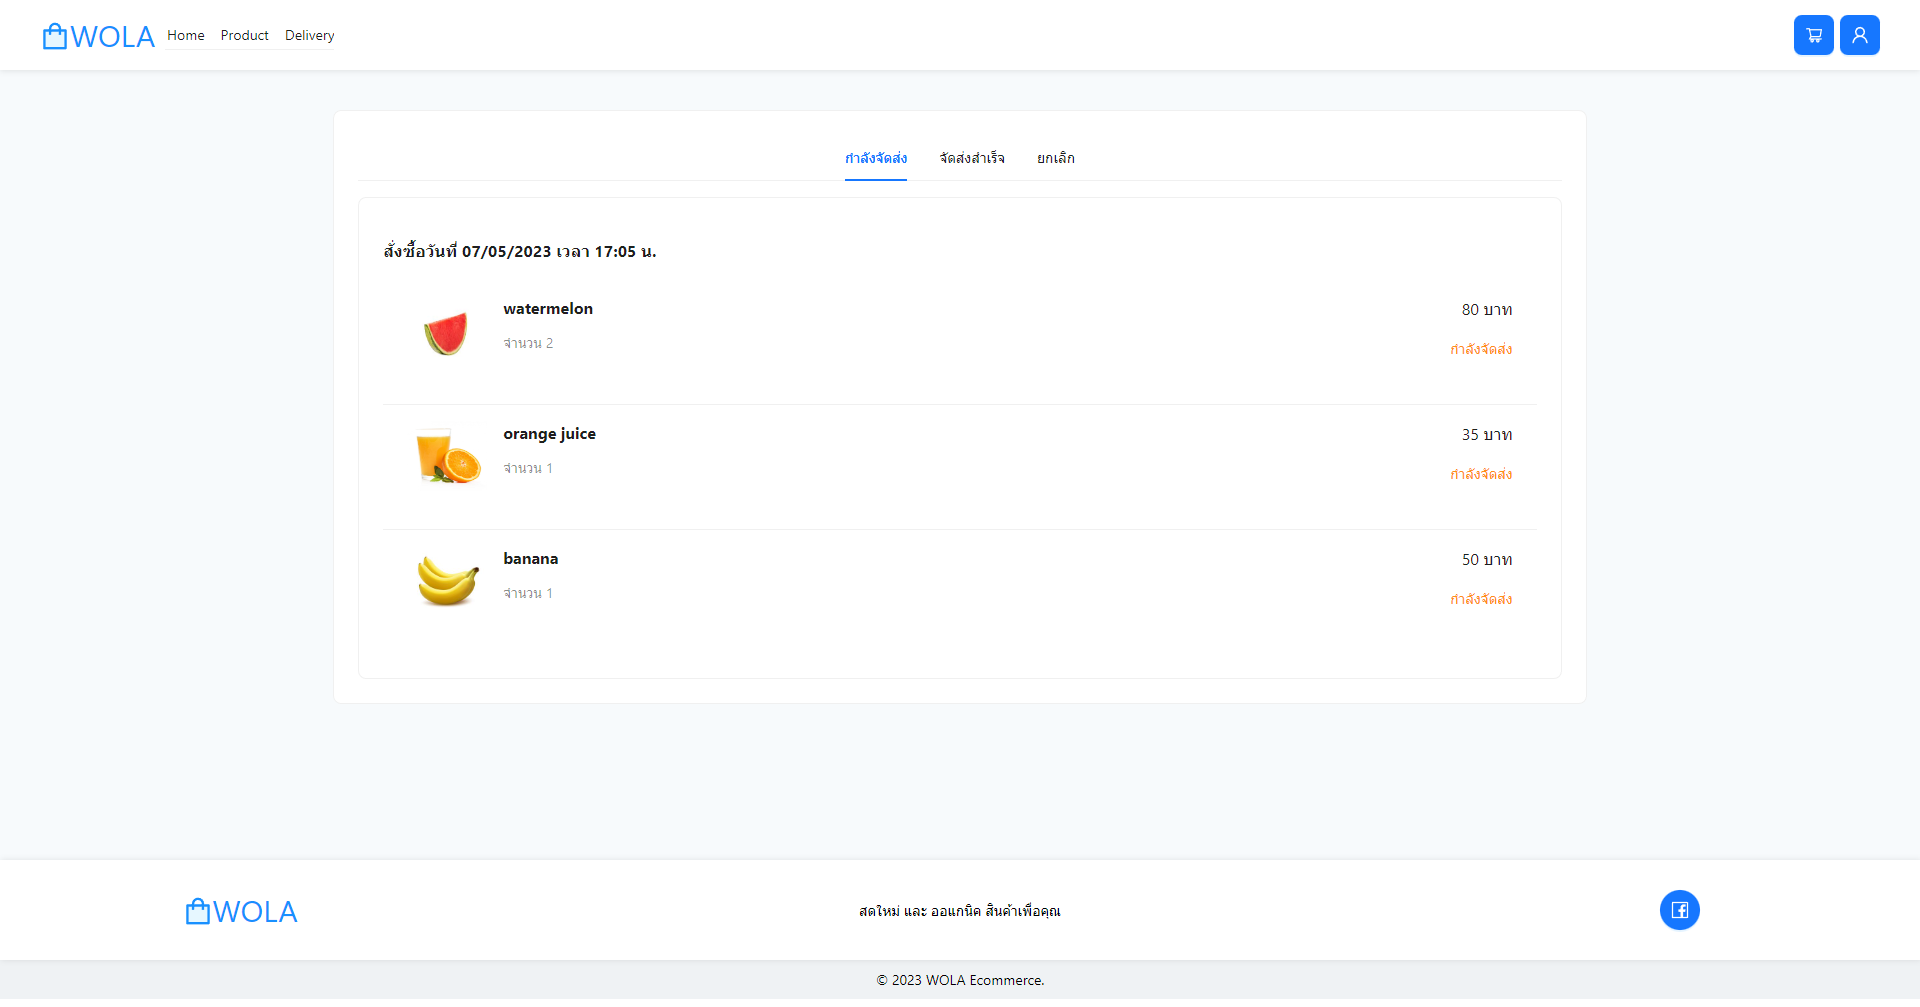 WOLA Home Product Delivery
กำลังจัดส่ง จัดส่งสำเร็จ ยกเลิก
สั่งซื้อวันที่ 07/05/2023 เวลา 17:05 น.
watermelon 80 บาท
จำนวน 2 กำลังจัดส่ง
orange juice 35 บาท
จำนวน 1 กำลังจัดส่ง
banana 50 บาท
จำนวน 1 กำลังจัดส่ง
WOLA สดใหม่ และ ออแกนิค สินค้าเพื่อคุณ
© 2023 WOLA Ecommerce.